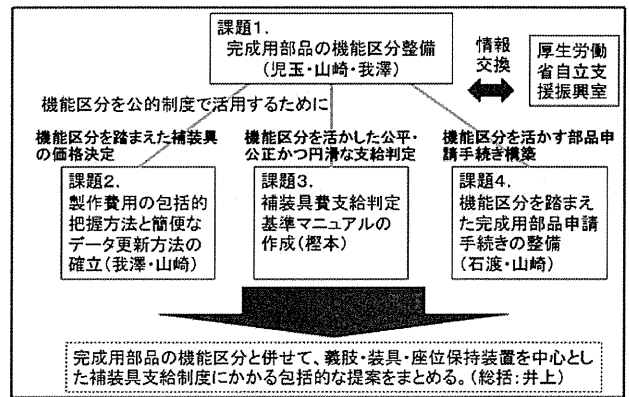 課題1.
完成用部品の機能区分整備
(児玉・山崎・我澤)
情報
交換
厚生労働
省自立支
援振興室
機能区分を公的制度で活用するために
機能区分を踏まえた補装具
の価格決定
機能区分を活かした公平・
公正かつ円滑な支給判定
機能区分を活かす部品申
請手続き構築
課題2.
製作費用の包括的
把握方法と簡便な
データ更新方法の
確立(我澤・山崎)
課題3.
補装具費支給判定
基準マニュアルの
作成(樫本)
課題4.
機能区分を踏まえ
た完成用部品申請
手続きの整備
(石渡・山崎)
完成用部品の機能区分と併せて、義肢・装具・座位保持装置を中心とし
た補装具支給制度にかかる包括的な提案をまとめる。(総括:井上)